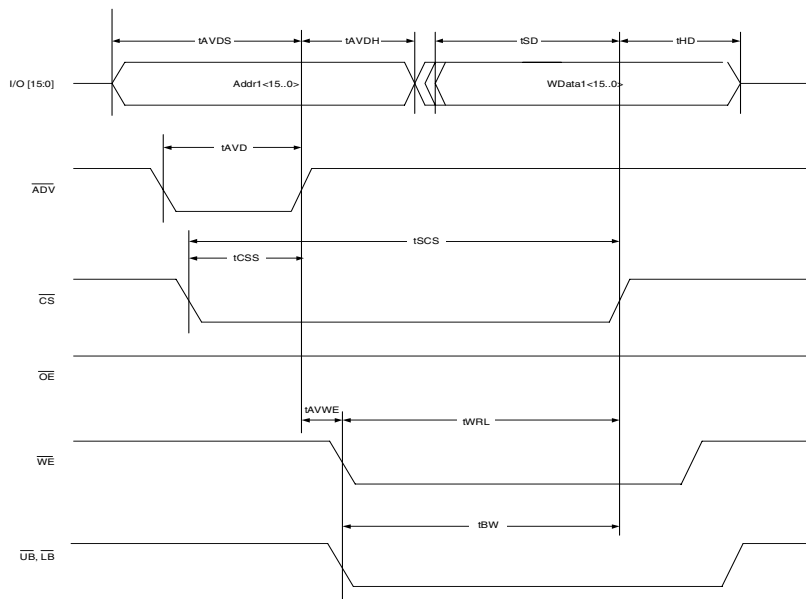 tAVDS tAVDH tSD tHD
I/O [15:0] Addr1<15..0> WData1<15..0>
tAVD
ADV
tSCS
tCSS
CS
OE
tAVWE
tWRL
WE
tBW
UB, LB